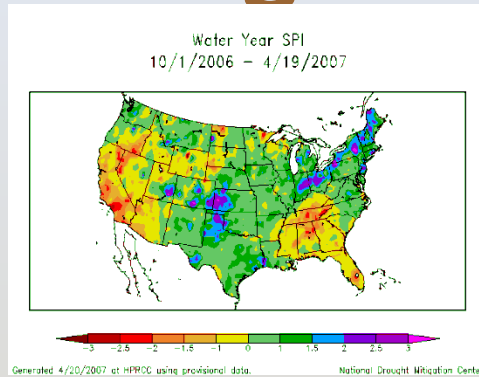 Water Year SPI
10/1/2006 – 4/19/2007
-3 -2.5 -2 -1.5 -1 0 1 1.5 2 2.5 3
Generated 4/20/2007 at HPRCC using provisional data. National Drought Mitigation Cente